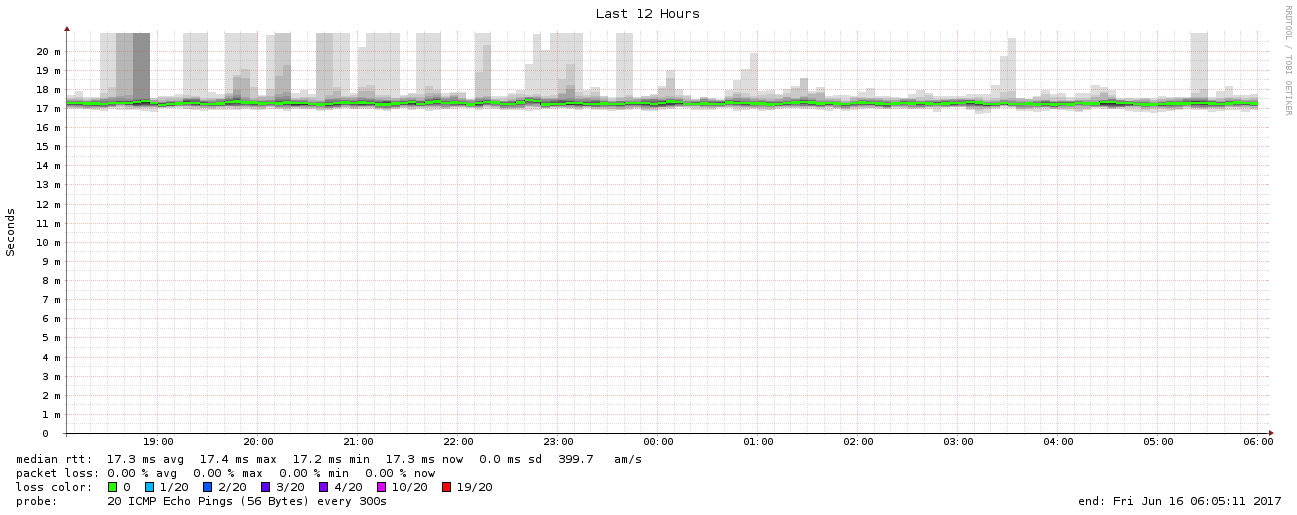 Last 12 Hours
RRDTOOL / TOBI OETIKER
Seconds
20 m
19 m
18 m
17 m
16 m
15 m
14 m
13 m
12 m
11 m
10 m
9 m
8 m
7 m
6 m
5 m
4 m
3 m
2 m
1 m
0
19:00 20:00 21:00 22:00 23:00 00:00 01:00 02:00 03:00 04:00 05:00 06:00
median rtt: 17.3 ms avg 17.4 ms max 17.2 ms min 17.3 ms now 0.0 ms sd 399.7 am/s
packet loss: 0.00 % avg 0.00 % max 0.00 % min 0.00 % now
loss color: 0 1/20 2/20 3/20 4/20 10/20 19/20
probe: 20 ICMP Echo Pings (56 Bytes) every 300s end: Fri Jun 16 06:05:11 2017